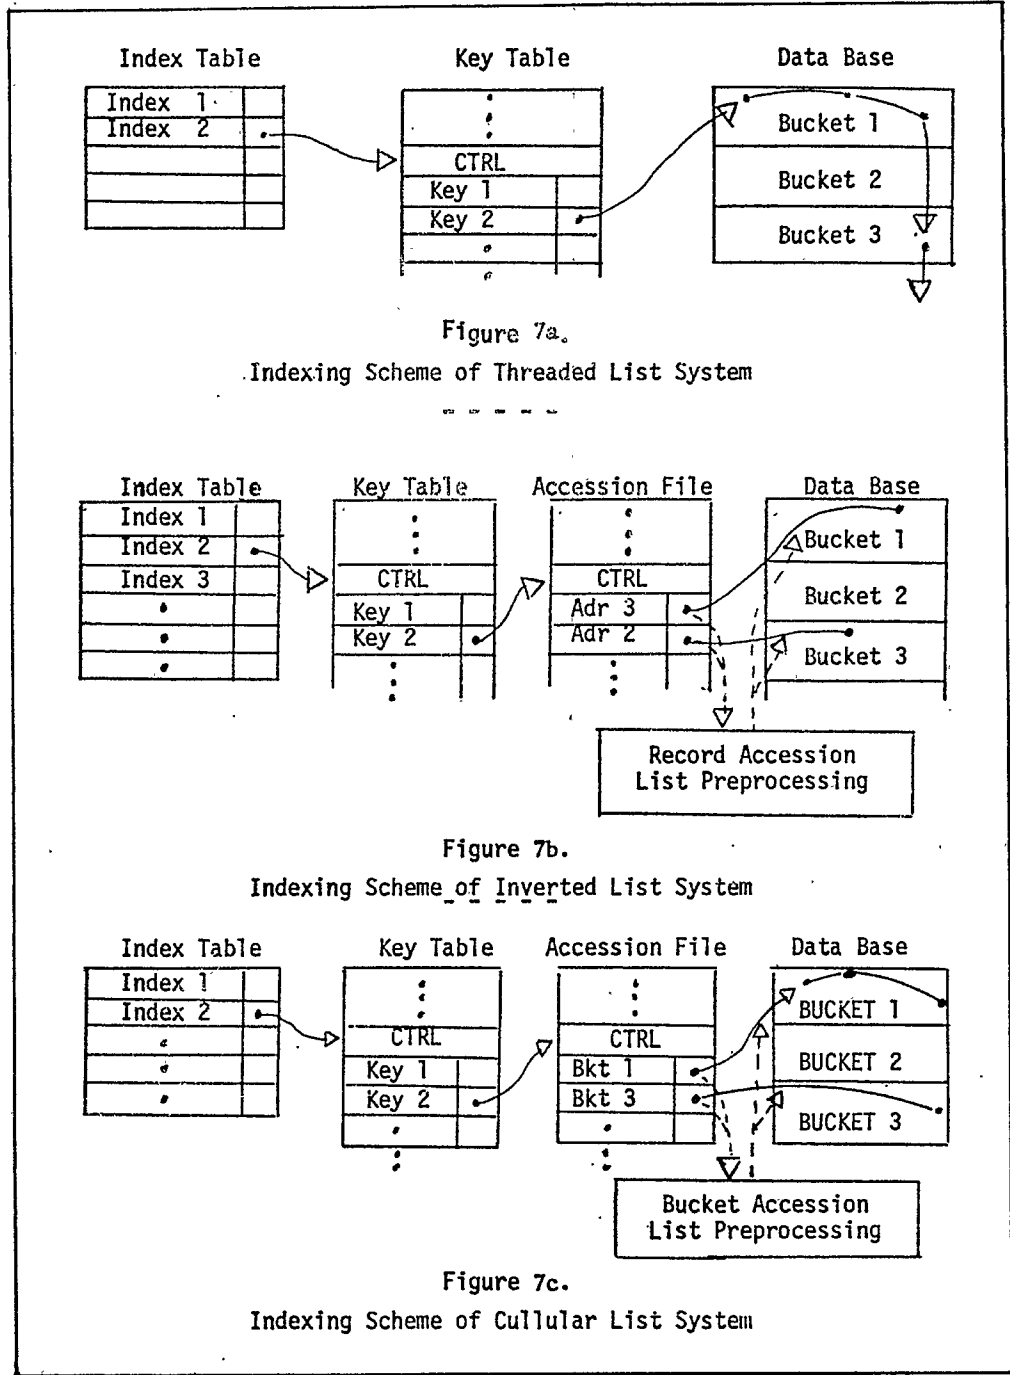 Index Table Key Table Data Base
Index 1
Index 2
CTRL
Key 1
Key 2
Bucket 1
Bucket 2
Bucket 3
Figure 7a.
Indexing Scheme of Threaded List System
Index Table Key Table Accession File Data Base
Index 1
Index 2
Index 3
CTRL
Key 1
Key 2
CTRL
Adr 3
Adr 2
Bucket 1
Bucket 2
Bucket 3
Record Accession
List Preprocessing
Figure 7b.
Indexing Scheme of Inverted List System
Index Table Key Table Accession File Data Base
Index 1
Index 2
CTRL
Key 1
Key 2
CTRL
Bkt 1
Bkt 3
BUCKET 1
BUCKET 2
BUCKET 3
Bucket Accession
List Preprocessing
Figure 7c.
Indexing Scheme of Cullular List System